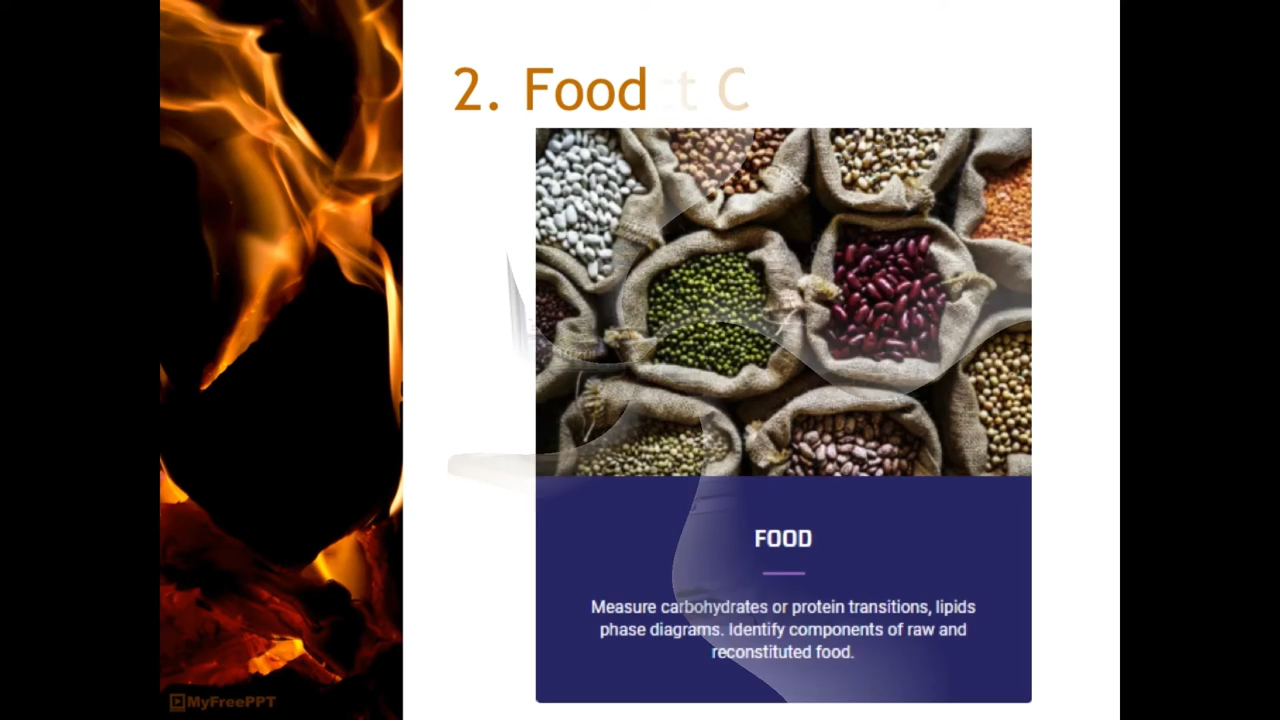 2. Food
FOOD
Measure carbohydrates or protein transitions, lipids
phase diagrams. Identify components of raw and
reconstituted food.
MyFreePPT